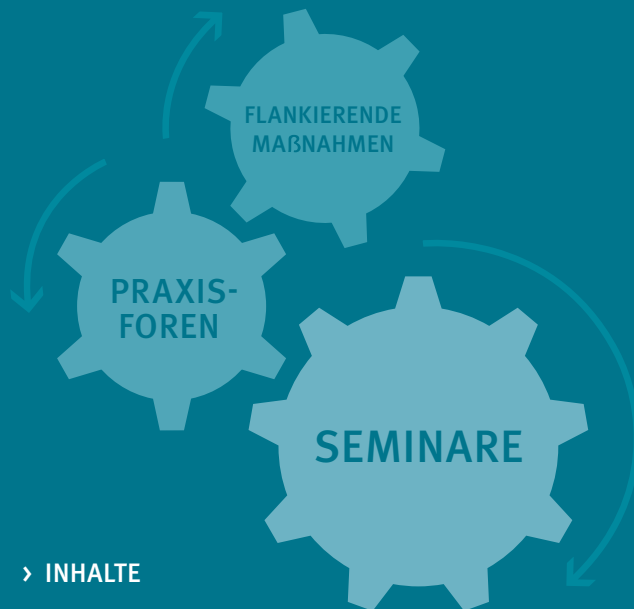 FLANKIERENDE
MAßNAHMEN
PRAXIS-
FOREN
SEMINARE
› INHALTE